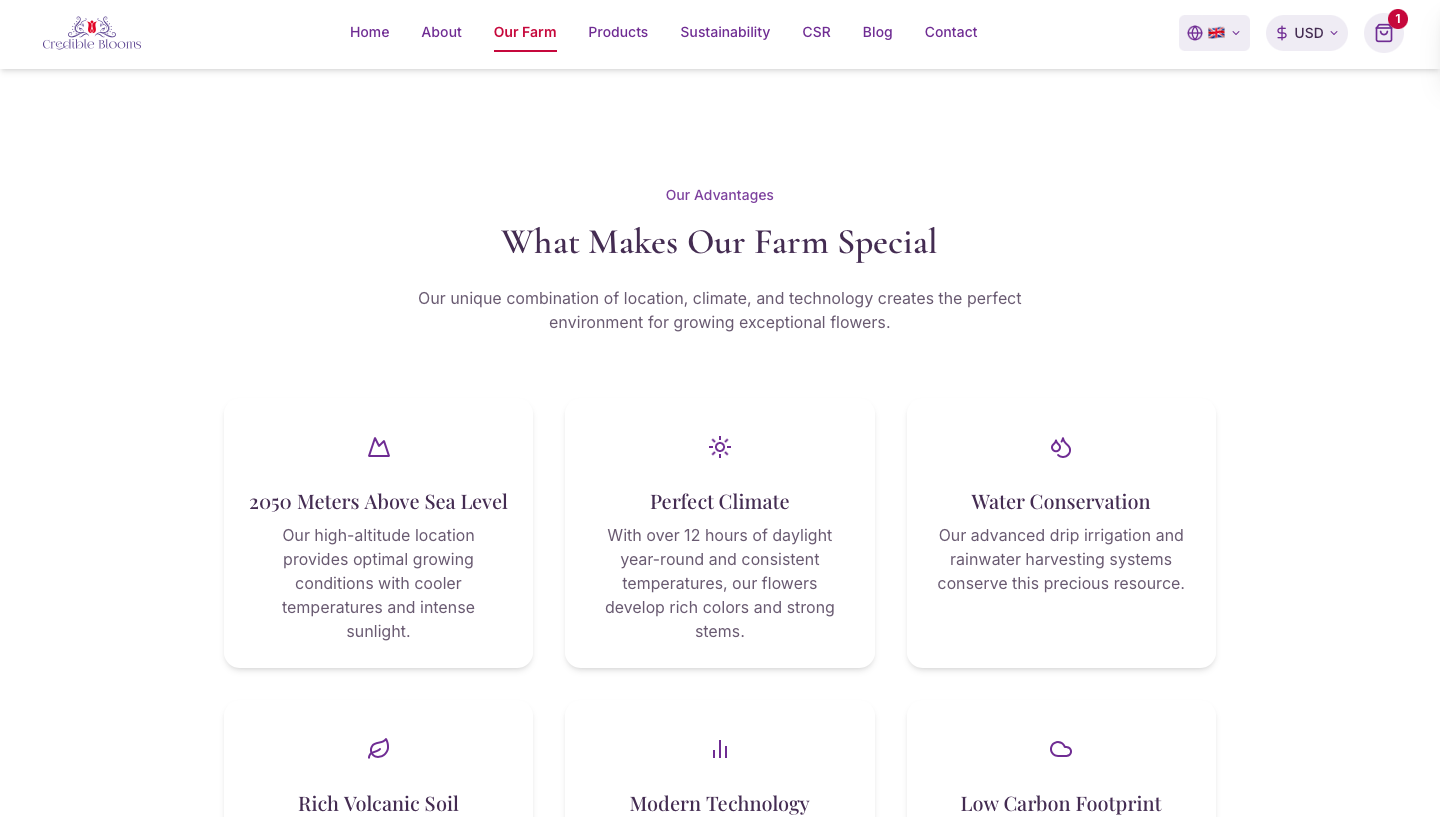 Credible Blooms
Home
About
Our Farm
Products
Sustainability
CSR
Blog
Contact
USD
1
Our Advantages
What Makes Our Farm Special
Our unique combination of location, climate, and technology creates the perfect
environment for growing exceptional flowers.
2050 Meters Above Sea Level
Our high-altitude location
provides optimal growing
conditions with cooler
temperatures and intense
sunlight.
Perfect Climate
With over 12 hours of daylight
year-round and consistent
temperatures, our flowers
develop rich colors and strong
stems.
Water Conservation
Our advanced drip irrigation and
rainwater harvesting systems
conserve this precious resource.
Rich Volcanic Soil
Modern Technology
Low Carbon Footprint